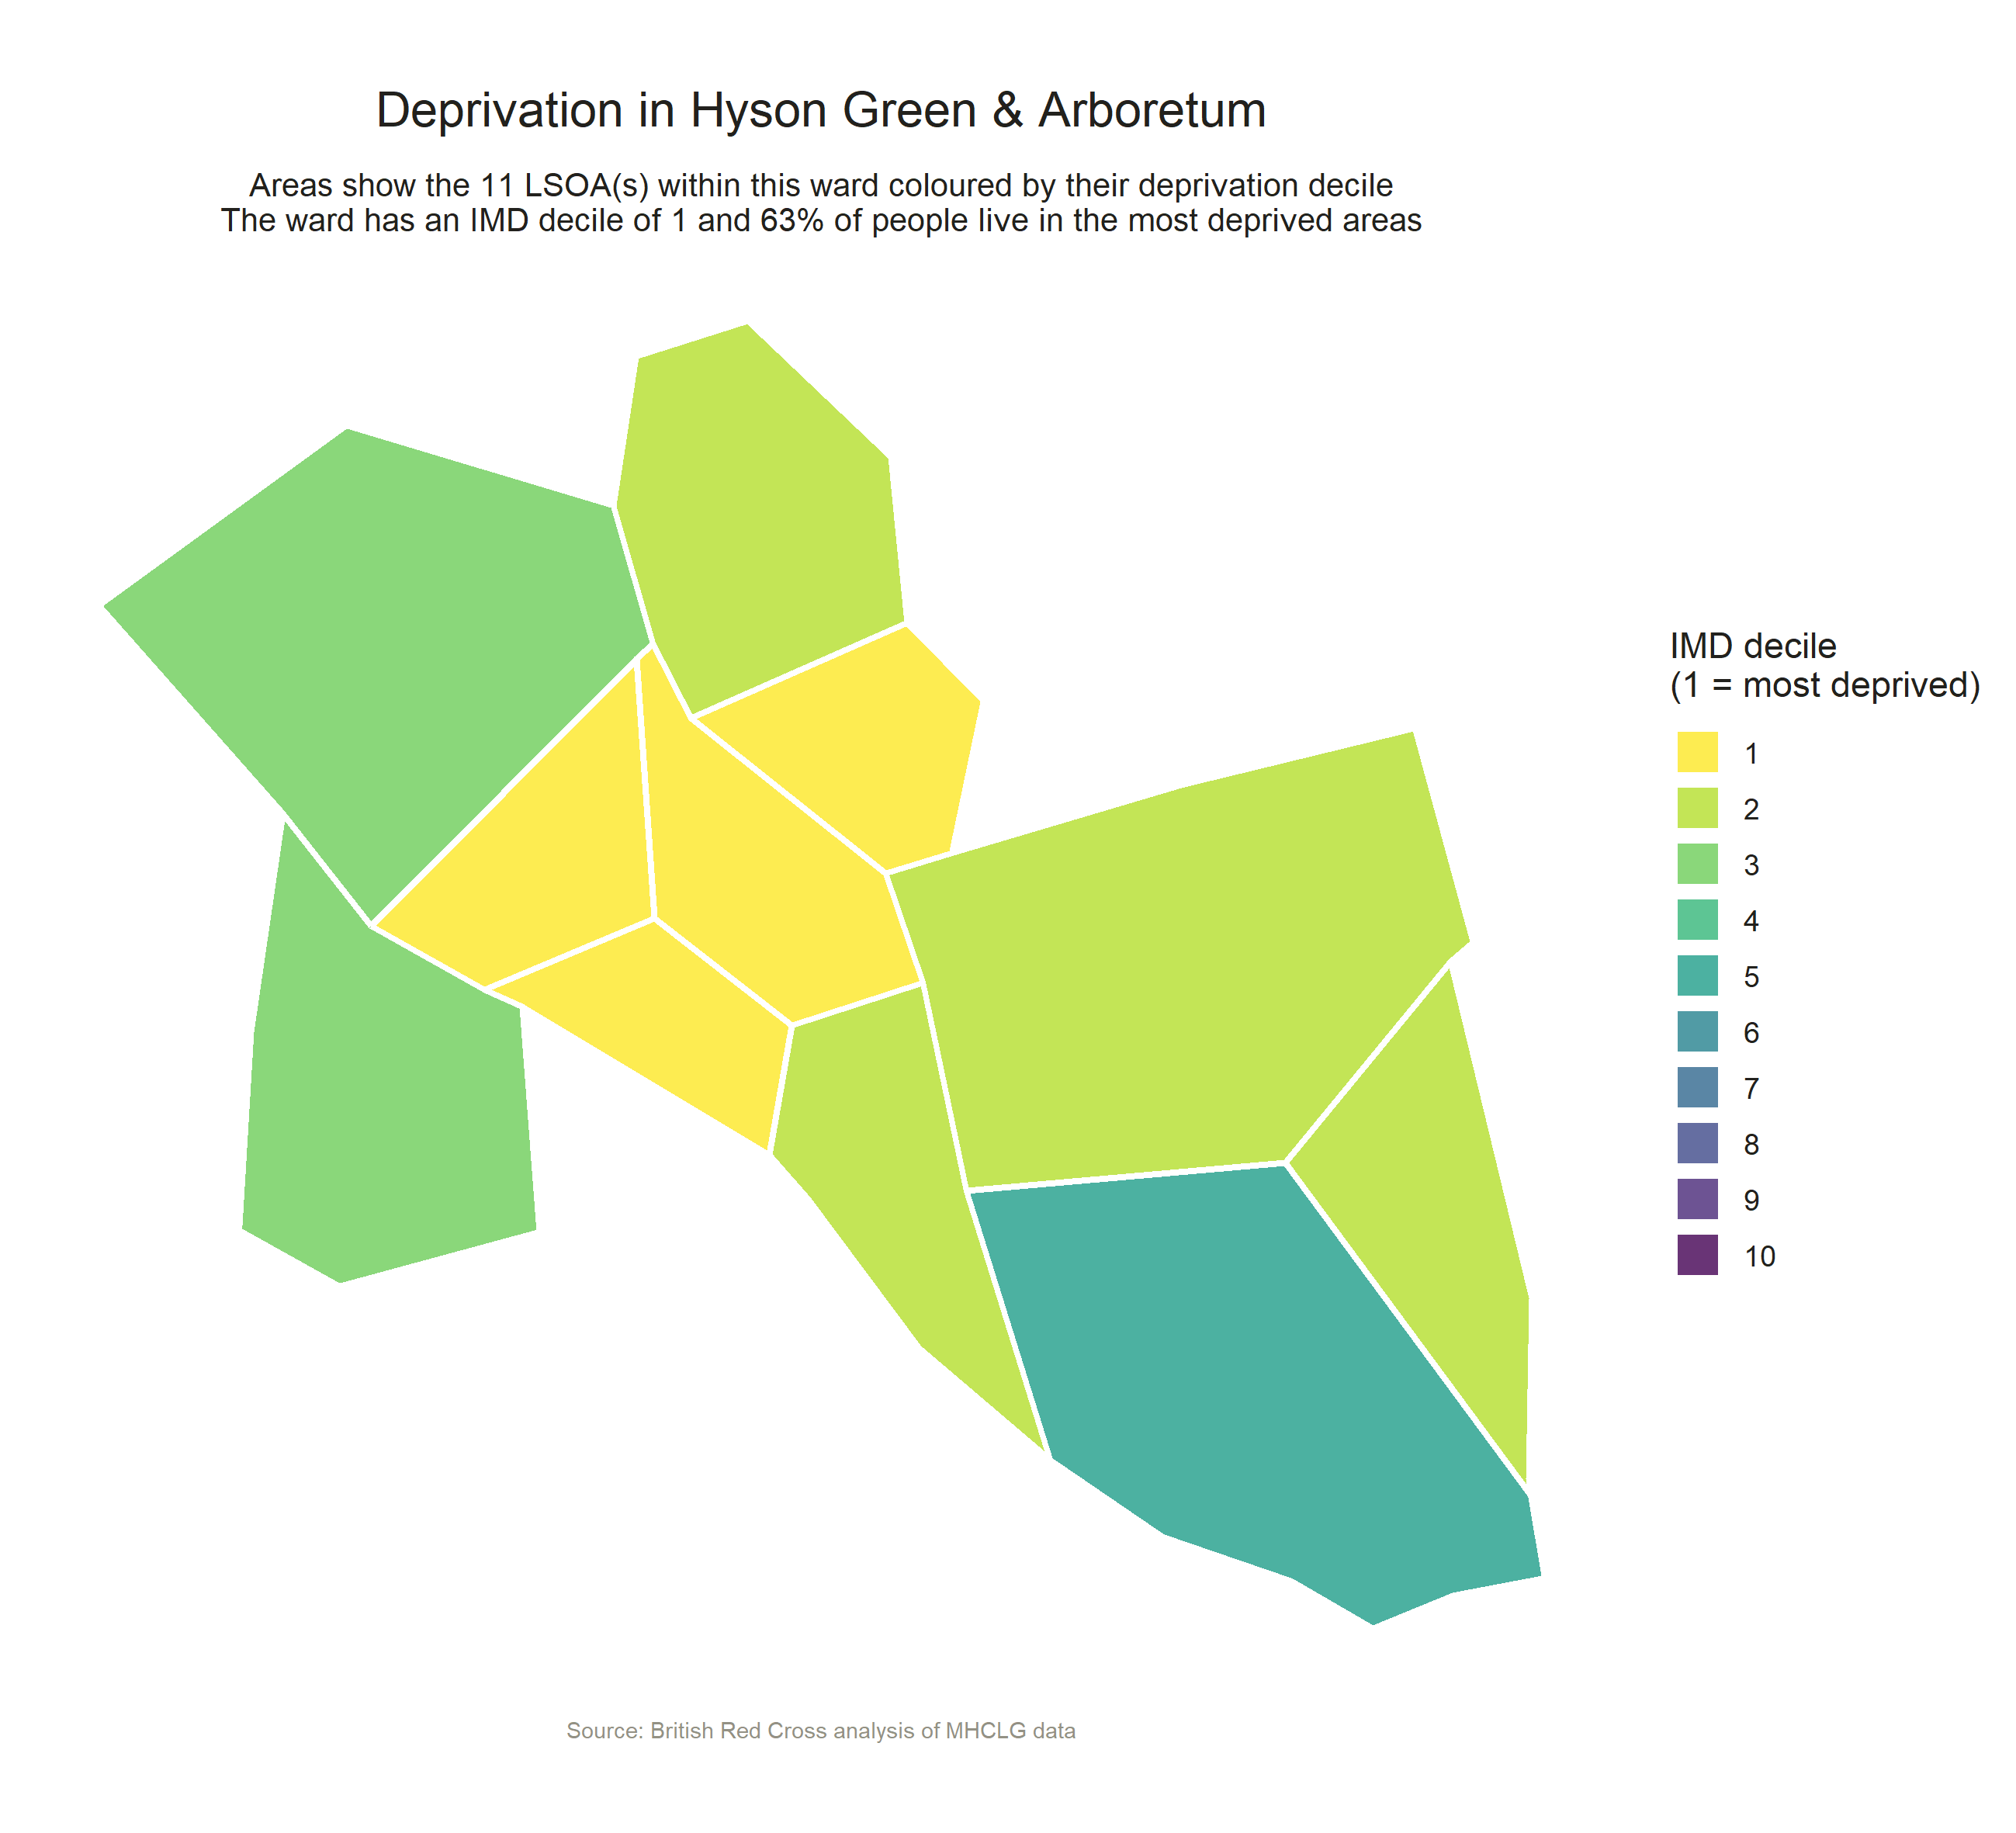 Deprivation in Hyson Green & Arboretum
Areas show the 11 LSOA(s) within this ward coloured by their deprivation decile
The ward has an IMD decile of 1 and 63% of people live in the most deprived areas
IMD decile
(1 = most deprived)
1
2
3
4
5
6
7
8
9
10
Source: British Red Cross analysis of MHCLG data